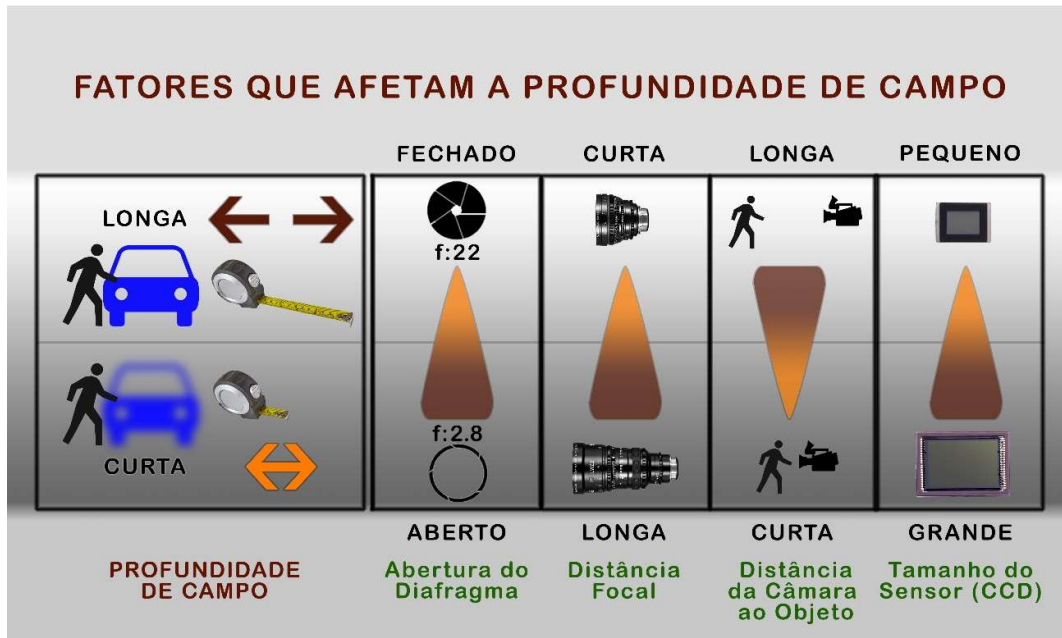 FATORES QUE AFETAM A PROFUNDIDADE DE CAMPO
FECHADO
CURTA
LONGA
PEQUENO
LONGA
f:22
f:2.8
CURTA
ABERTO
LONGA
CURTA
GRANDE
PROFUNDIDADE
DE CAMPO
Abertura do
Diafragma
Distância
Focal
Distância
da Câmara
ao Objeto
Tamanho do
Sensor (CCD)